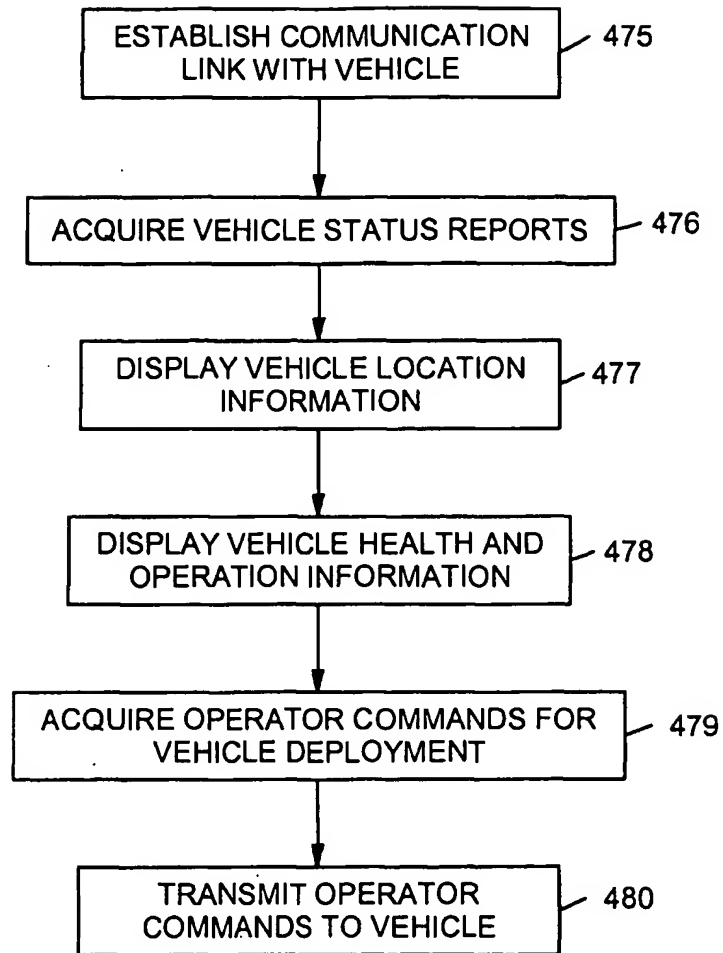 ESTABLISH COMMUNICATION
LINK WITH VEHICLE
475
ACQUIRE VEHICLE STATUS REPORTS
476
DISPLAY VEHICLE LOCATION
INFORMATION
477
DISPLAY VEHICLE HEALTH AND
OPERATION INFORMATION
478
ACQUIRE OPERATOR COMMANDS FOR
VEHICLE DEPLOYMENT
479
TRANSMIT OPERATOR
COMMANDS TO VEHICLE
480